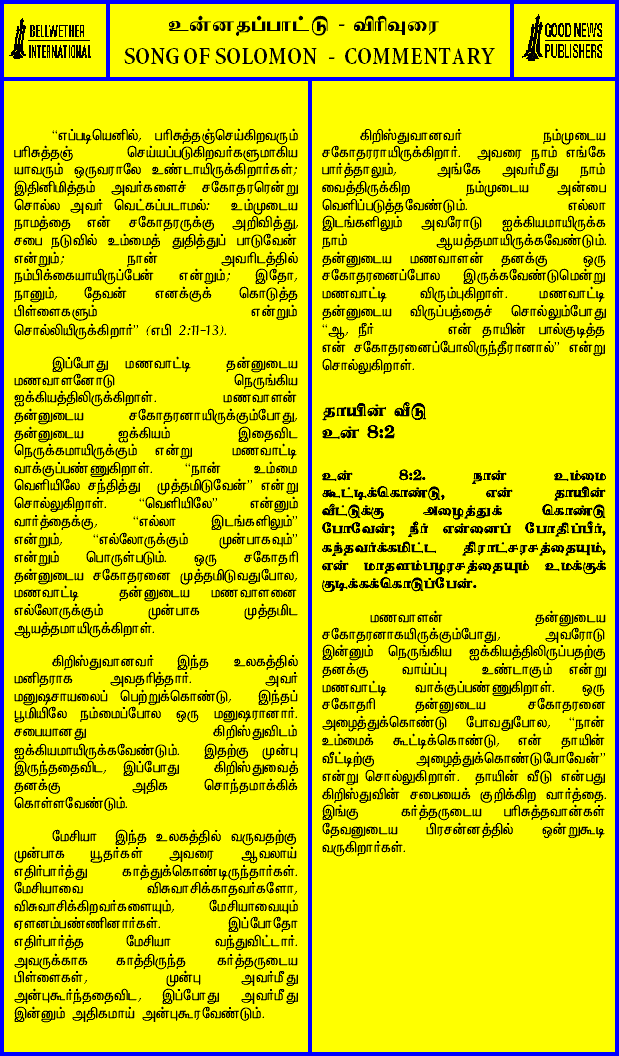 BELLWETHER
INTERNATIONAL
உன்னதப்பாட்டு - விரிவுரை
SONG OF SOLOMON - COMMENTARY
GOOD NEWS
PUBLISHERS
“எப்படியெனில், பரிசுத்தஞ்செய்கிறவரும்
பரிசுத்தஞ் செய்யப்படுகிறவர்களுமாகிய
யாவரும் ஒருவராலே உண்டாயிருக்கிறார்கள்;
இதினிமித்தம் அவர்களைச் சகோதரரென்று
சொல்ல அவர் வெட்கப்படாமல்: உம்முடைய
நாமத்தை என் சகோதரருக்கு அறிவித்து,
சபை நடுவில் உம்மைத் துதித்துப் பாடுவேன்
என்றும்; நான் அவரிடத்தில்
நம்பிக்கையாயிருப்பேன் என்றும்; இதோ,
நானும், தேவன் எனக்குக் கொடுத்த
பிள்ளைகளும் என்றும்
சொல்லியிருக்கிறார்” (எபி 2:11-13).
இப்போது மணவாட்டி தன்னுடைய
மணவாளனோடு நெருங்கிய
ஐக்கியத்திலிருக்கிறாள். மணவாளன்
தன்னுடைய சகோதரனாயிருக்கும்போது,
தன்னுடைய ஐக்கியம் இதைவிட
நெருக்கமாயிருக்கும் என்று மணவாட்டி
வாக்குப்பண்ணுகிறாள். “நான் உம்மை
வெளியிலே சந்தித்து முத்தமிடுவேன்” என்று
சொல்லுகிறாள். “வெளியிலே” என்னும்
வார்த்தைக்கு, “எல்லா இடங்களிலும்”
என்றும், “எல்லோருக்கும் முன்பாகவும்”
என்றும் பொருள்படும். ஒரு சகோதரி
தன்னுடைய சகோதரனை முத்தமிடுவதுபோல,
மணவாட்டி தன்னுடைய மணவாளனை
எல்லோருக்கும் முன்பாக முத்தமிட
ஆயத்தமாயிருக்கிறாள்.
கிறிஸ்துவானவர் இந்த உலகத்தில்
மனிதராக அவதரித்தார். அவர்
மனுஷசாயலைப் பெற்றுக்கொண்டு, இந்தப்
பூமியிலே நம்மைப்போல ஒரு மனுஷரானார்.
சபையானது கிறிஸ்துவிடம்
ஐக்கியமாயிருக்கவேண்டும். இதற்கு முன்பு
இருந்ததைவிட, இப்போது கிறிஸ்துவைத்
தனக்கு அதிக சொந்தமாக்கிக்
கொள்ளவேண்டும்.
மேசியா இந்த உலகத்தில் வருவதற்கு
முன்பாக யூதர்கள் அவரை ஆவலாய்
எதிர்பார்த்து காத்துக்கொண்டிருந்தார்கள்.
மேசியாவை விசுவாசிக்காதவர்களோ,
விசுவாசிக்கிறவர்களையும், மேசியாவையும்
ஏளனம்பண்ணினார்கள். இப்போதோ
எதிர்பார்த்த மேசியா வந்துவிட்டார்.
அவருக்காக காத்திருந்த கர்த்தருடைய
பிள்ளைகள், முன்பு அவர்மீது
அன்புகூர்ந்ததைவிட, இப்போது அவர்மீது
இன்னும் அதிகமாய் அன்புகூரவேண்டும்.
கிறிஸ்துவானவர் நம்முடைய
சகோதரராயிருக்கிறார். அவரை நாம் எங்கே
பார்த்தாலும், அங்கே அவர்மீது நாம்
வைத்திருக்கிற நம்முடைய அன்பை
வெளிப்படுத்தவேண்டும். எல்லா
இடங்களிலும் அவரோடு ஐக்கியமாயிருக்க
நாம் ஆயத்தமாயிருக்கவேண்டும்.
தன்னுடைய மணவாளன் தனக்கு ஒரு
சகோதரனைப்போல இருக்கவேண்டுமென்று
மணவாட்டி விரும்புகிறாள். மணவாட்டி
தன்னுடைய விருப்பத்தைச் சொல்லும்போது
“ஆ, நீர் என் தாயின் பால்குடித்த
என் சகோதரனைப்போலிருந்தீரானால்” என்று
சொல்லுகிறாள்.
தாயின் வீடு
உன் 8:2
உன் 8:2. நான் உம்மை
கூட்டிக்கொண்டு, என் தாயின்
வீட்டுக்கு அழைத்துக் கொண்டு
போவேன்; நீர் என்னைப் போதிப்பீர்,
கந்தவர்க்கமிட்ட திராட்சரசத்தையும்,
என் மாதளம்பழரசத்தையும் உமக்குக்
குடிக்கக்கொடுப்பேன்.
மணவாளன் தன்னுடைய
சகோதரனாகயிருக்கும்போது, அவரோடு
இன்னும் நெருங்கிய ஐக்கியத்திலிருப்பதற்கு
தனக்கு வாய்ப்பு உண்டாகும் என்று
மணவாட்டி வாக்குப்பண்ணுகிறாள். ஒரு
சகோதரி தன்னுடைய சகோதரனை
அழைத்துக்கொண்டு போவதுபோல, “நான்
உம்மைக் கூட்டிக்கொண்டு, என் தாயின்
வீட்டிற்கு அழைத்துக்கொண்டுபோவேன்”
என்று சொல்லுகிறாள். தாயின் வீடு என்பது
கிறிஸ்துவின் சபையைக் குறிக்கிற வார்த்தை.
இங்கு கர்த்தருடைய பரிசுத்தவான்கள்
தேவனுடைய பிரசன்னத்தில் ஒன்றுகூடி
வருகிறார்கள்.